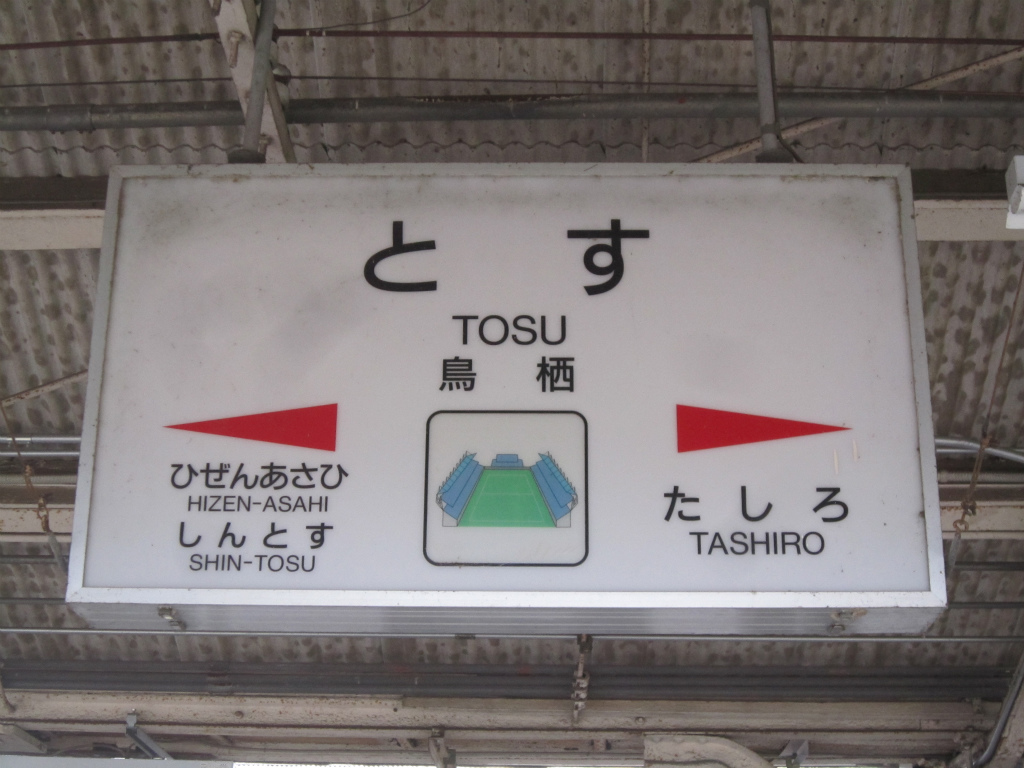 とす
TOSU
鳥栖
ひぜんあさひ
HIZEN-ASAHI
しんとす
SHIN-TOSU
たしろ
TASHIRO